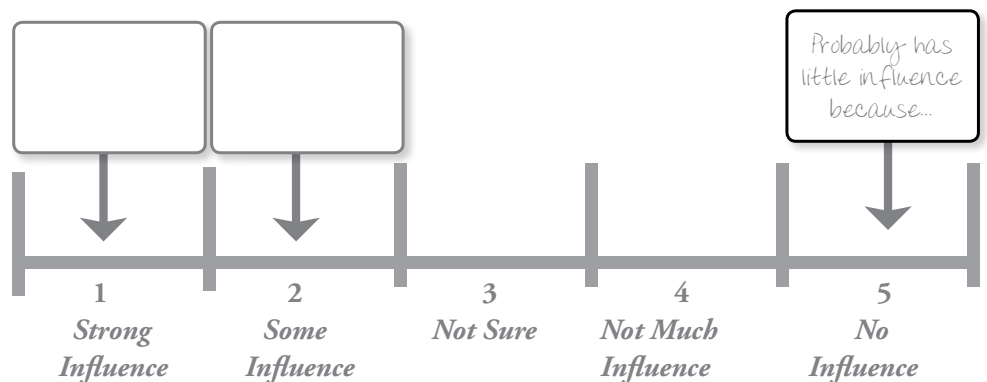 Probably has
little influence
because...
1
Strong
Influence
2
Some
Influence
3
Not Sure
4
Not Much
Influence
5
No
Influence